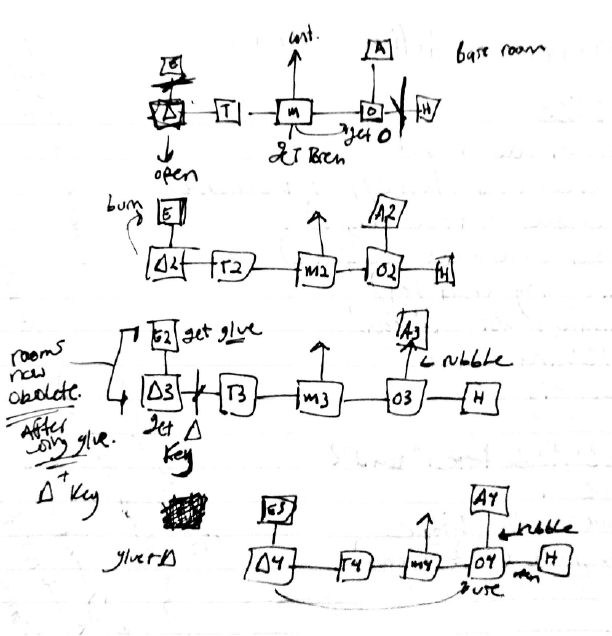 cont.
A
base room
E
Δ T M O H
get O
get Bren
open
burn
E A2
Δ2 T2 M2 O2 H
E2 get glue A3
rubble
rooms
now
obsolete.
Δ3 T3 M3 O3 H
After
using glue.
get Δ
Key
Δ + Key
E3 A4
rubble
glue + Δ
Δ4 T4 M4 O4 H
use